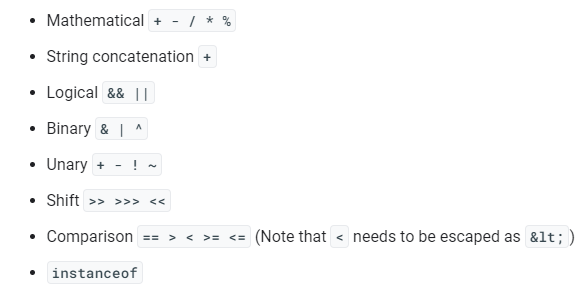 • Mathematical + - / * %
• String concatenation +
• Logical && ||
• Binary & | ^
• Unary + - ! ~
• Shift >> >>> <<
• Comparison == > < >= <= (Note that < needs to be escaped as &lt;)
• instanceof